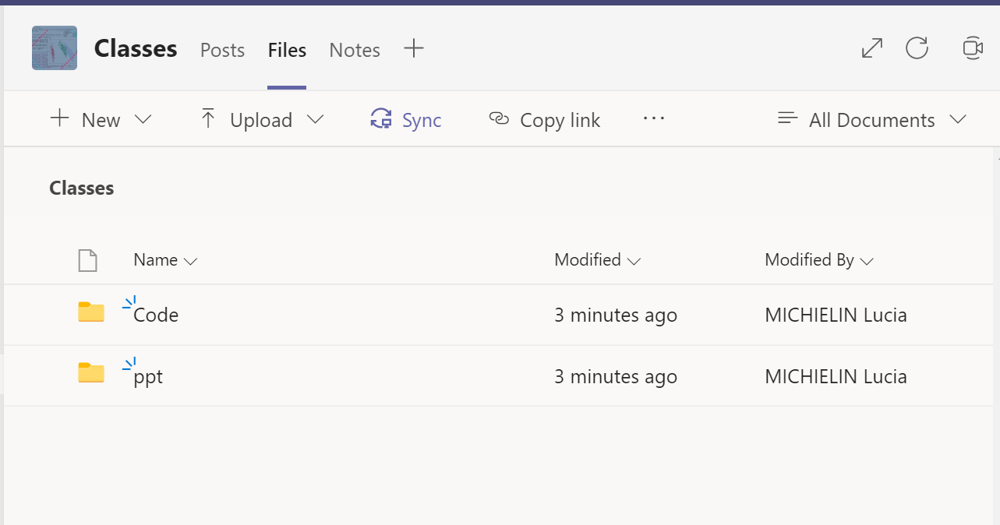 Classes Posts Files Notes
New Upload Sync Copy link ... All Documents
Classes
Name Modified Modified By
Code 3 minutes ago MICHIELIN Lucia
ppt 3 minutes ago MICHIELIN Lucia